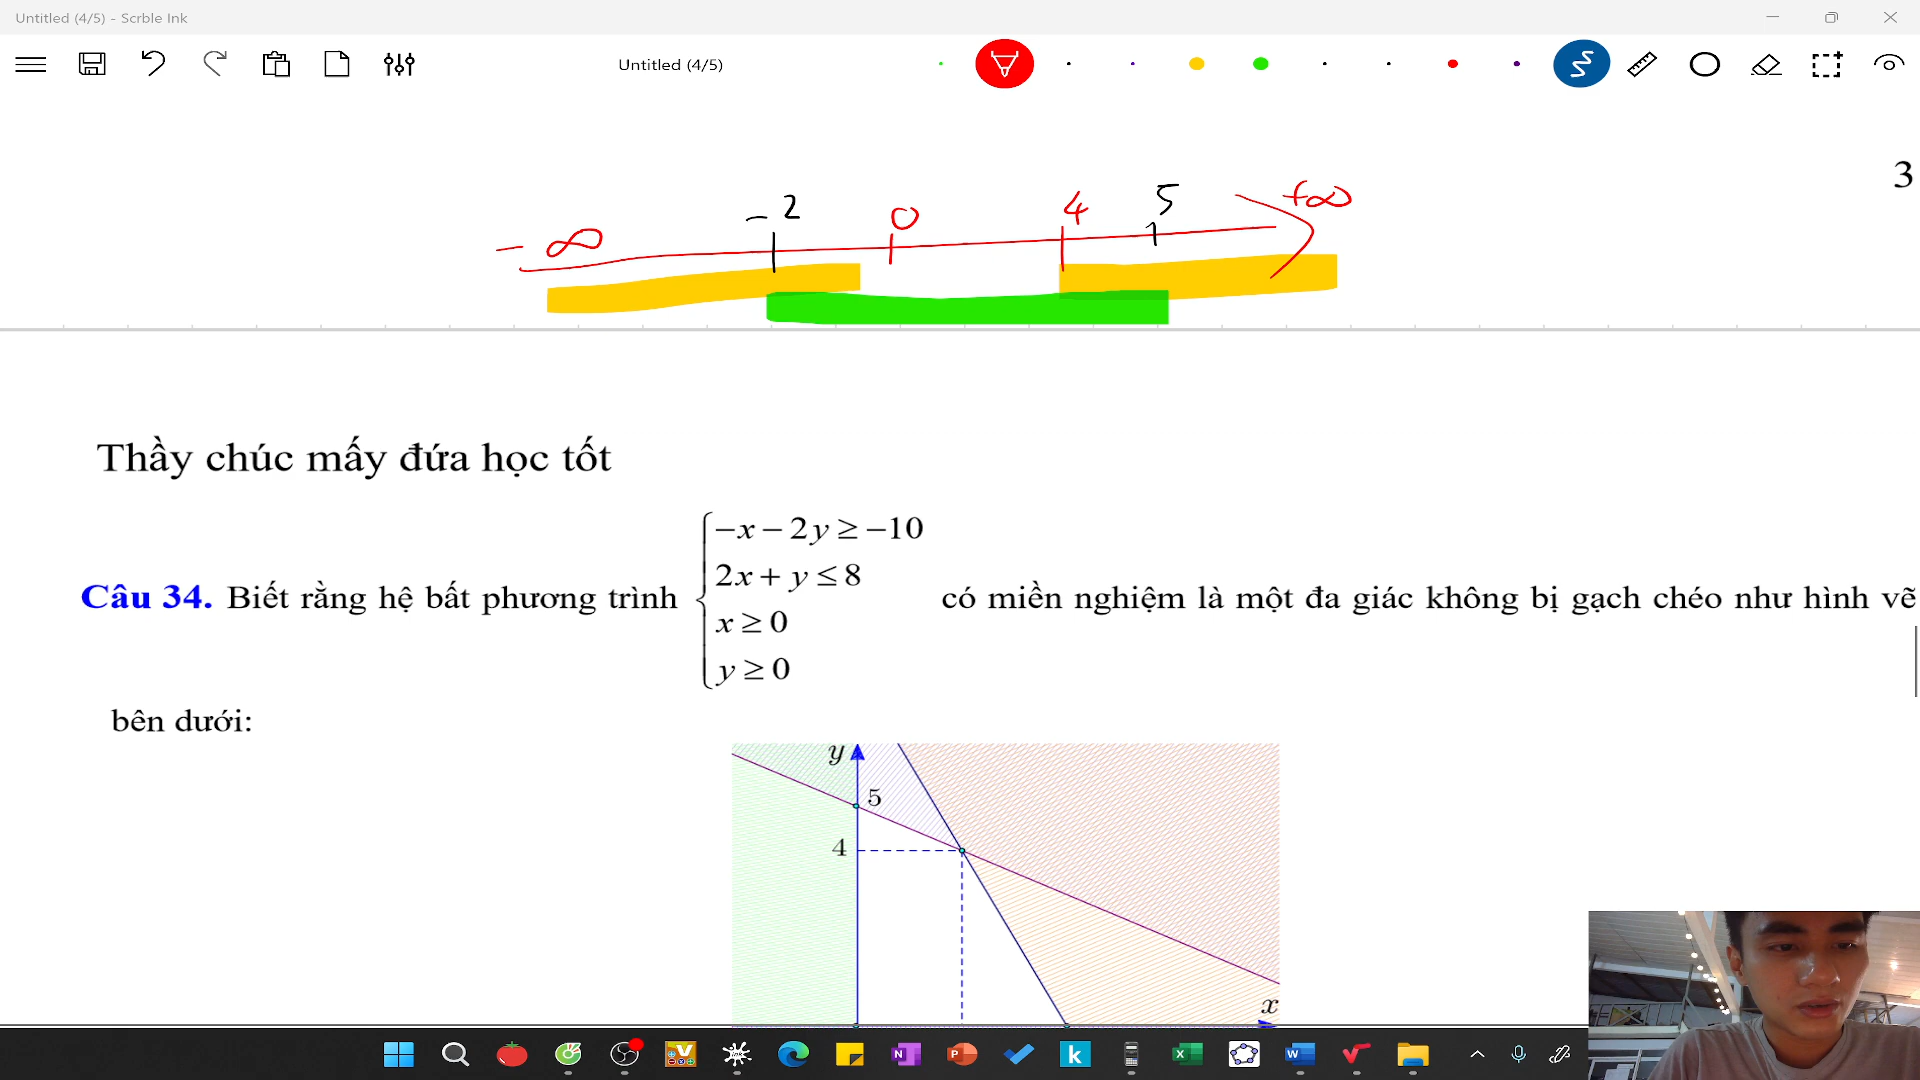 Untitled (4/5) - Scrble Ink
Untitled (4/5)
3
-∞ -2 0 4 5 +∞
Thầy chúc mấy đứa học tốt
Câu 34. Biết rằng hệ bất phương trình { -x - 2y ≥ -10
2x + y ≤ 8
x ≥ 0
y ≥ 0
có miền nghiệm là một đa giác không bị gạch chéo như hình vẽ
bên dưới:
y
5
4
x